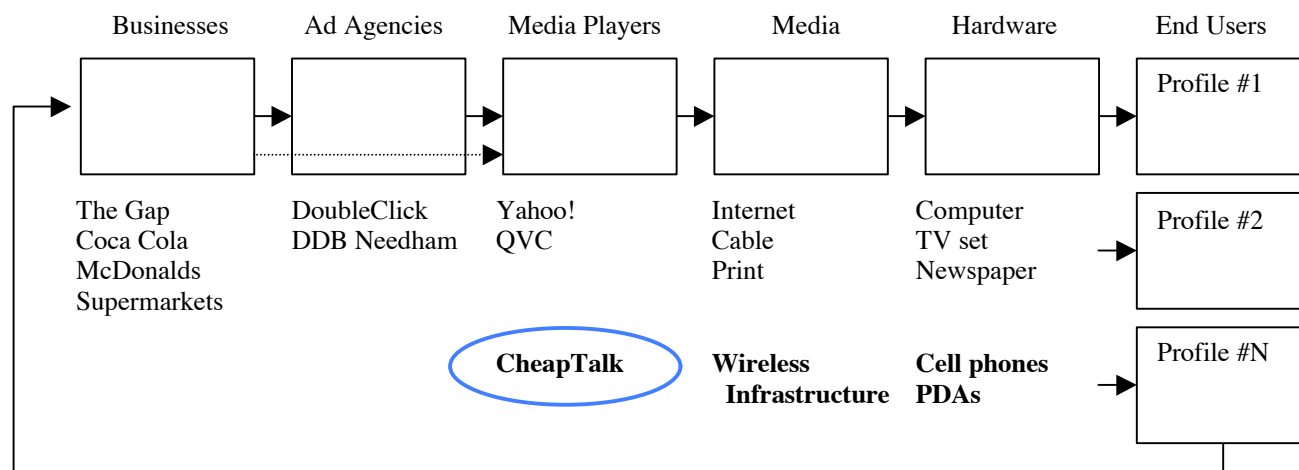 Businesses Ad Agencies Media Players Media Hardware End Users
Profile #1
The Gap
Coca Cola
McDonalds
Supermarkets
DoubleClick
DDB Needham
Yahoo!
QVC
Internet
Cable
Print
Computer
TV set
Newspaper
Profile #2
CheapTalk
Wireless
Infrastructure
Cell phones
PDAs
Profile #N